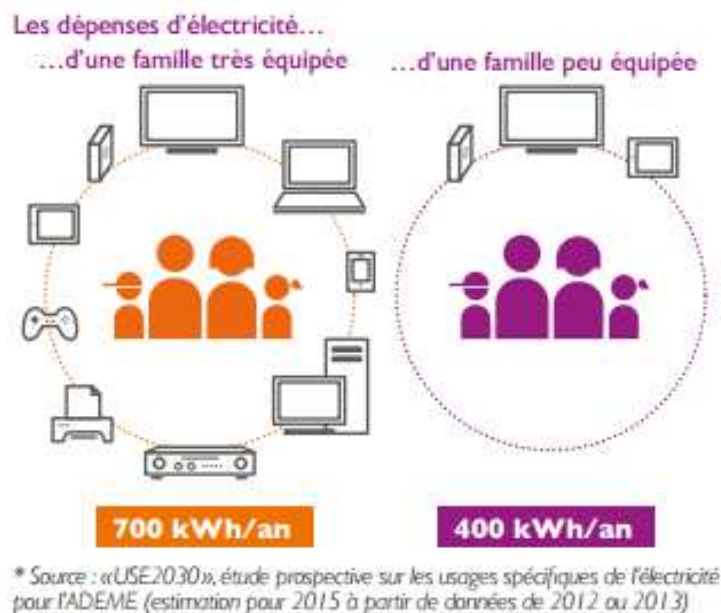 Les dépenses d'électricité...
...d'une famille très équipée
...d'une famille peu équipée
700 kWh/an
400 kWh/an
* Source : «USE2030», étude prospective sur les usages spécifiques de l'électricité
pour l'ADEME (estimation pour 2015 à partir de données de 2012 ou 2013)